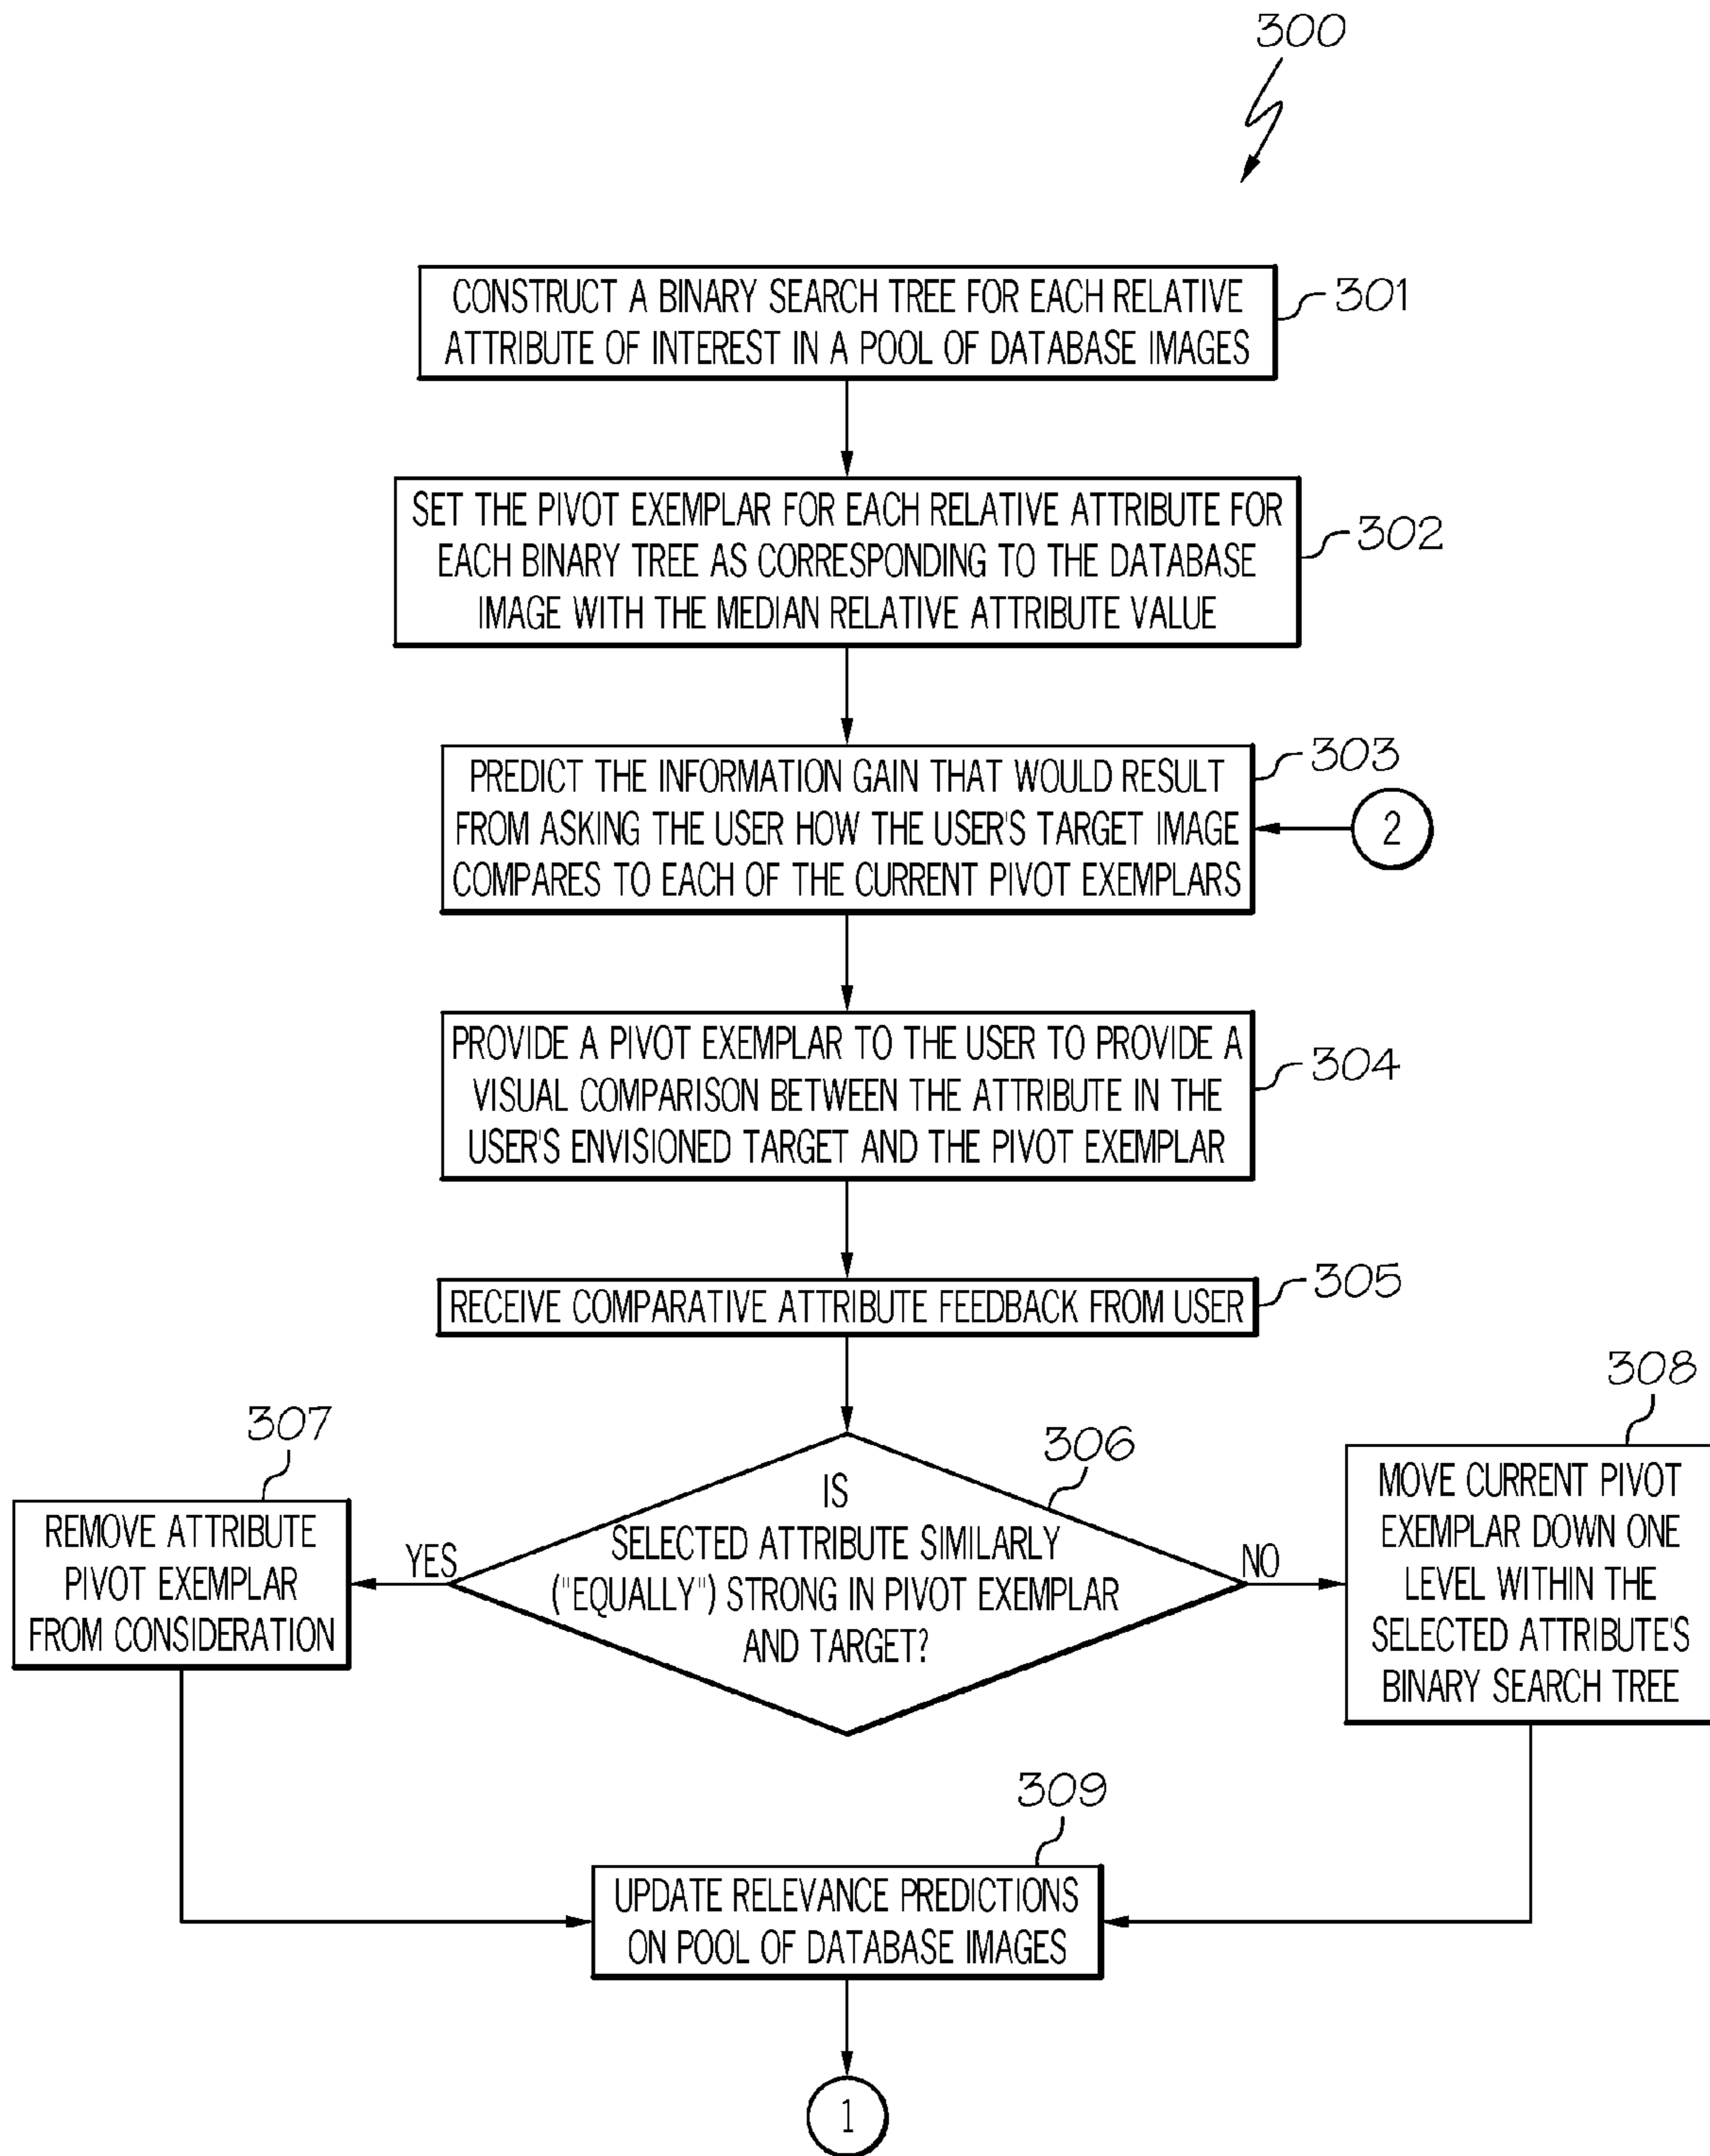 300
CONSTRUCT A BINARY SEARCH TREE FOR EACH RELATIVE
ATTRIBUTE OF INTEREST IN A POOL OF DATABASE IMAGES
301
SET THE PIVOT EXEMPLAR FOR EACH RELATIVE ATTRIBUTE FOR
EACH BINARY TREE AS CORRESPONDING TO THE DATABASE
IMAGE WITH THE MEDIAN RELATIVE ATTRIBUTE VALUE
302
PREDICT THE INFORMATION GAIN THAT WOULD RESULT
FROM ASKING THE USER HOW THE USER'S TARGET IMAGE
COMPARES TO EACH OF THE CURRENT PIVOT EXEMPLARS
303
2
PROVIDE A PIVOT EXEMPLAR TO THE USER TO PROVIDE A
VISUAL COMPARISON BETWEEN THE ATTRIBUTE IN THE
USER'S ENVISIONED TARGET AND THE PIVOT EXEMPLAR
304
RECEIVE COMPARATIVE ATTRIBUTE FEEDBACK FROM USER
305
306
IS
SELECTED ATTRIBUTE SIMILARLY
("EQUALLY") STRONG IN PIVOT EXEMPLAR
AND TARGET?
YES
NO
307
REMOVE ATTRIBUTE
PIVOT EXEMPLAR
FROM CONSIDERATION
308
MOVE CURRENT PIVOT
EXEMPLAR DOWN ONE
LEVEL WITHIN THE
SELECTED ATTRIBUTE'S
BINARY SEARCH TREE
309
UPDATE RELEVANCE PREDICTIONS
ON POOL OF DATABASE IMAGES
1